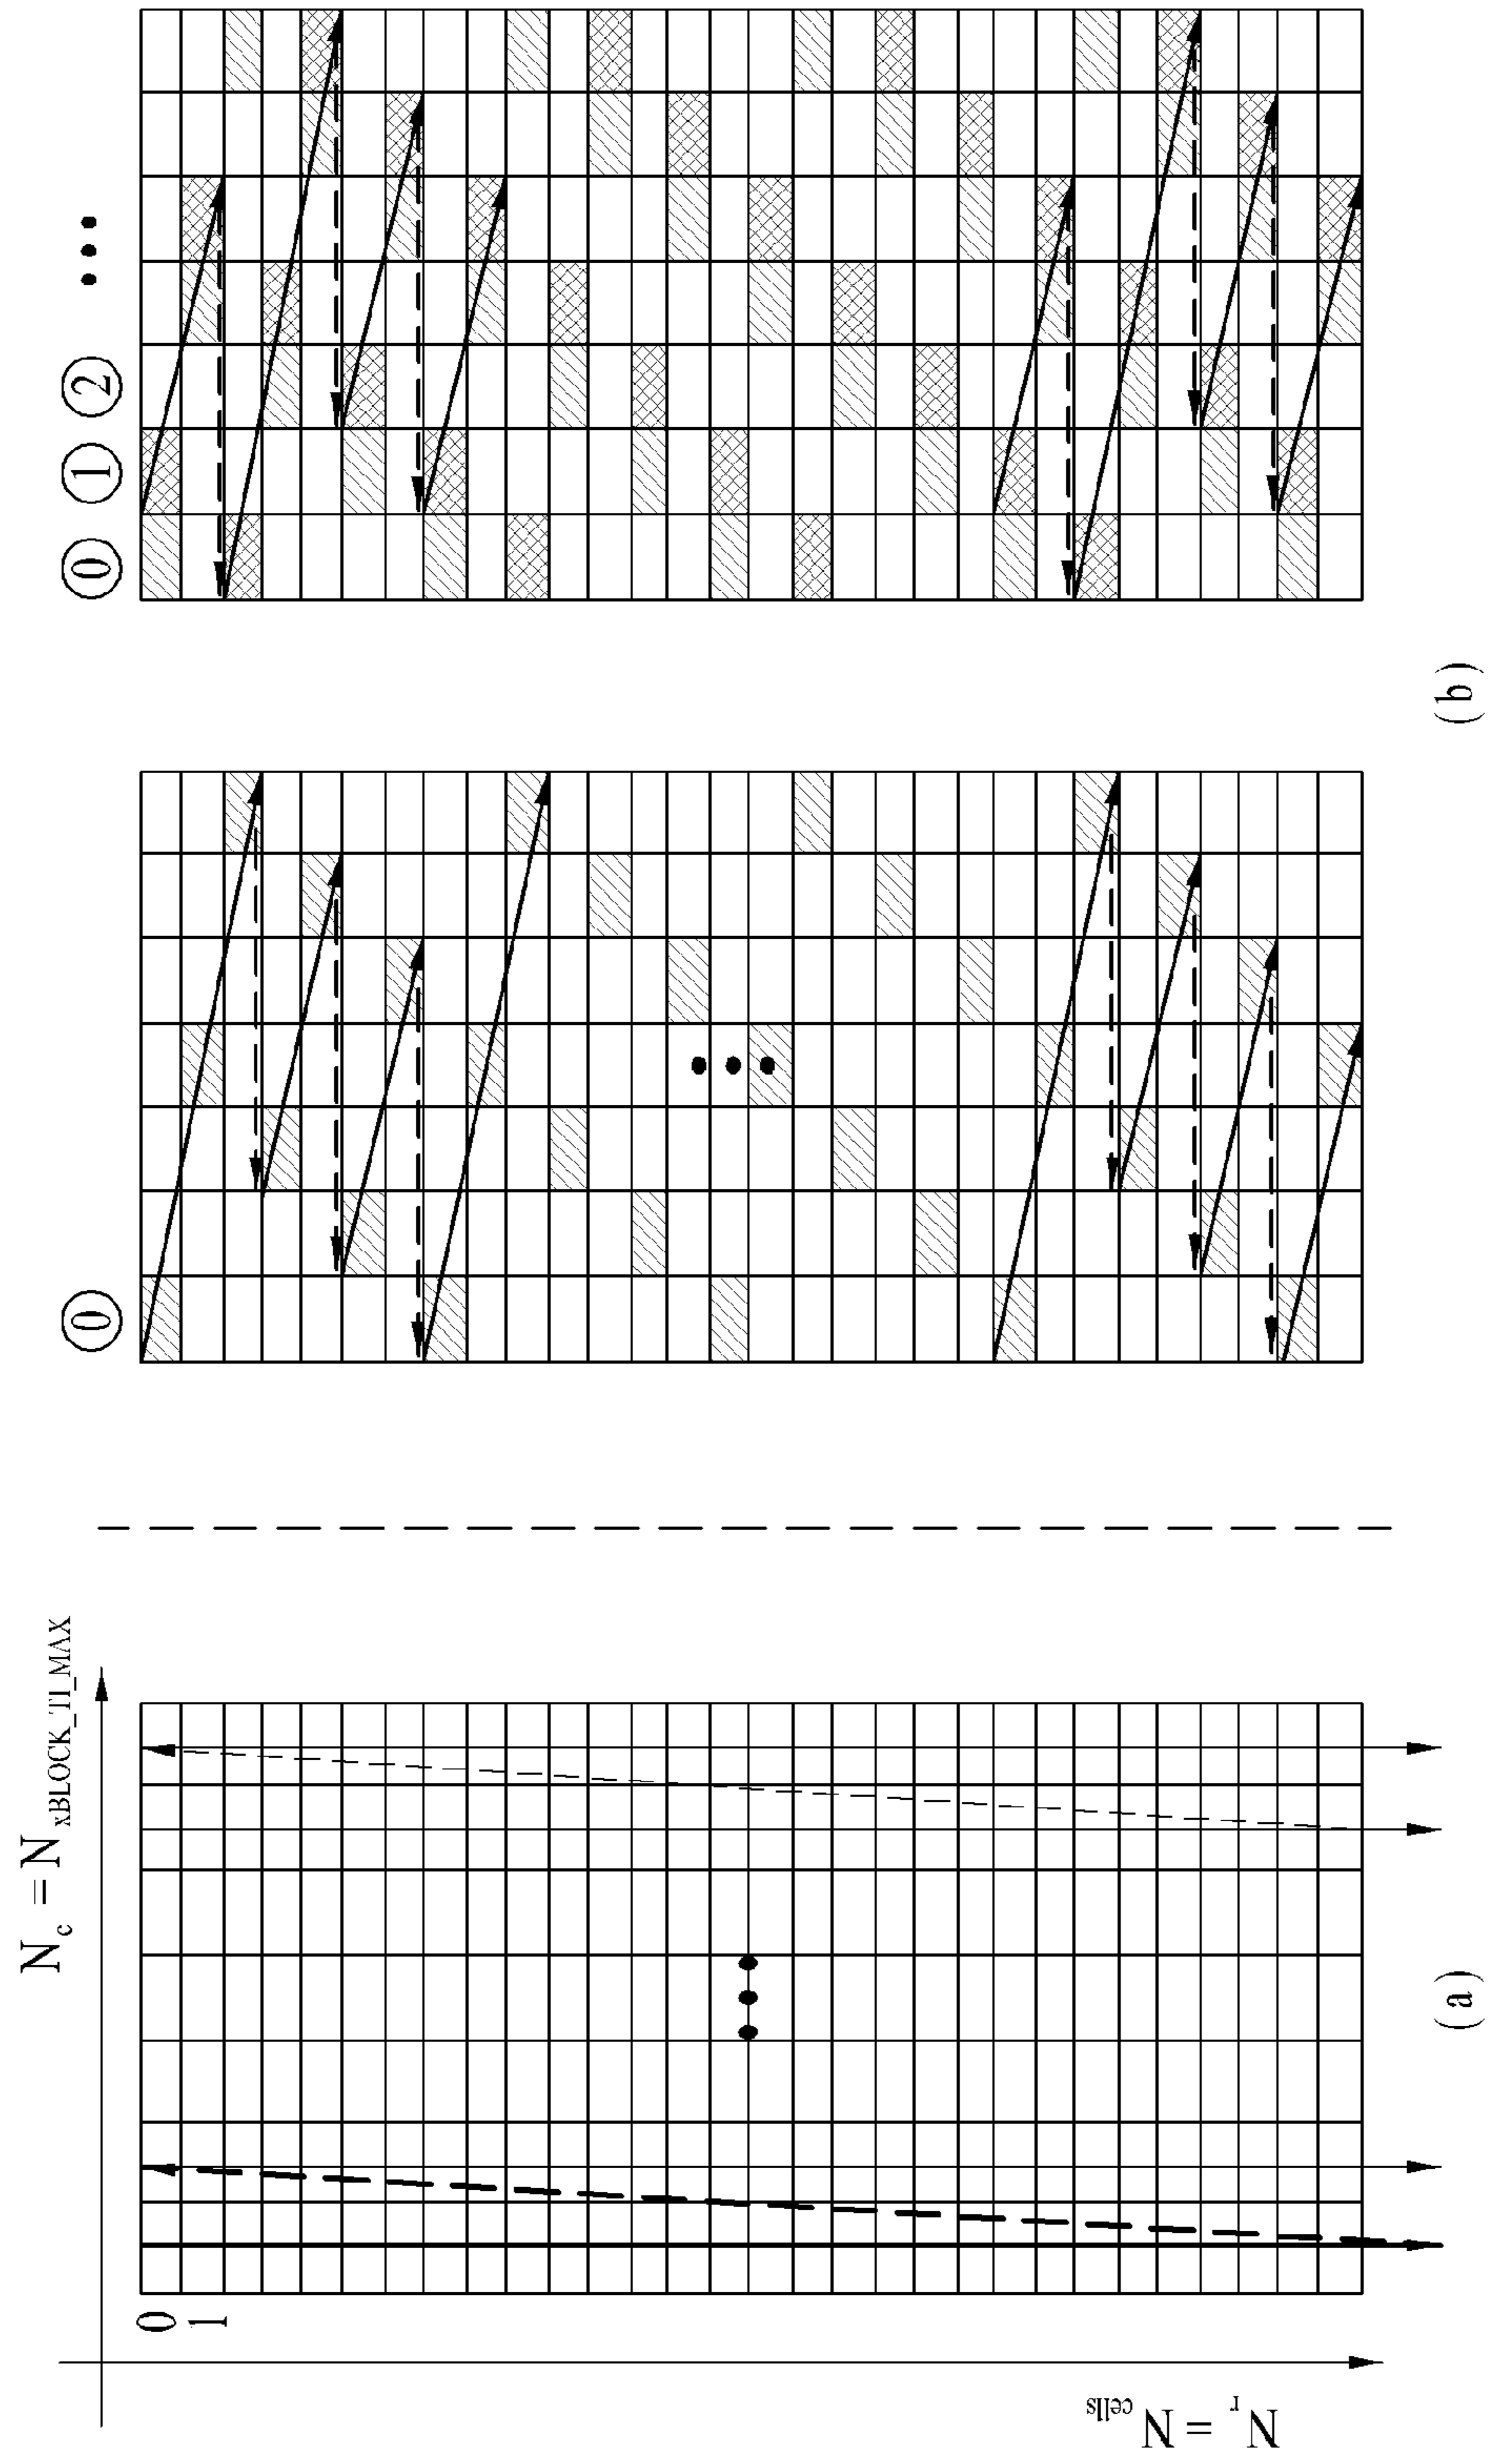 N_c = N_xBLOCK_TI_MAX
0
1
N_r = N_cells
(a)
⓪
⓪ ① ② •••
(b)